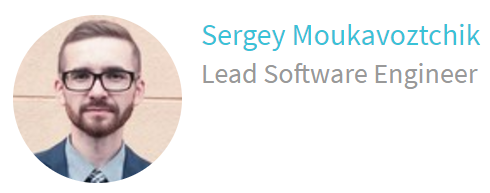 Sergey Moukavoztchik
Lead Software Engineer